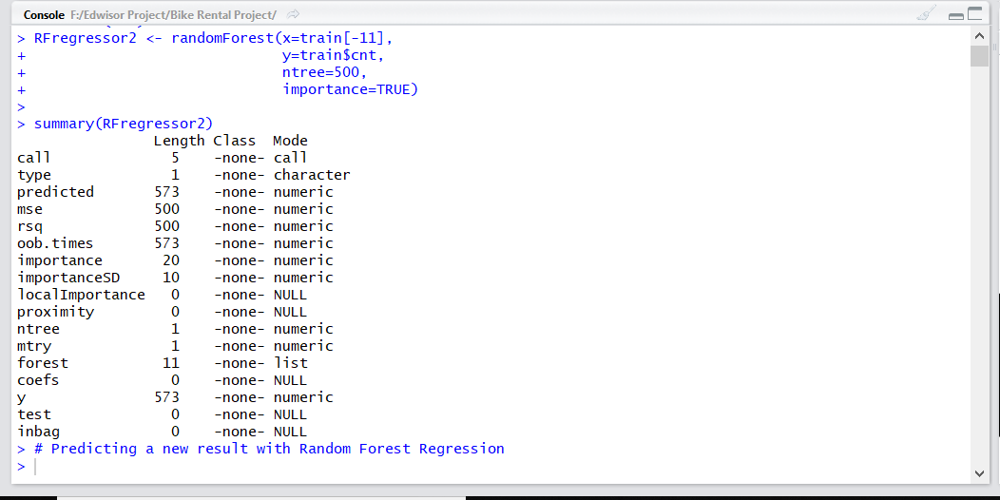 Console F:/Edwisor Project/Bike Rental Project/
> RFregressor2 <- randomForest(x=train[-11],
+                               y=train$cnt,
+                               ntree=500,
+                               importance=TRUE)
>
> summary(RFregressor2)
                Length Class  Mode
call              5    -none- call
type              1    -none- character
predicted       573    -none- numeric
mse             500    -none- numeric
rsq             500    -none- numeric
oob.times       573    -none- numeric
importance       20    -none- numeric
importanceSD     10    -none- numeric
localImportance   0    -none- NULL
proximity         0    -none- NULL
ntree             1    -none- numeric
mtry              1    -none- numeric
forest           11    -none- list
coefs             0    -none- NULL
y               573    -none- numeric
test              0    -none- NULL
inbag             0    -none- NULL
> # Predicting a new result with Random Forest Regression
>